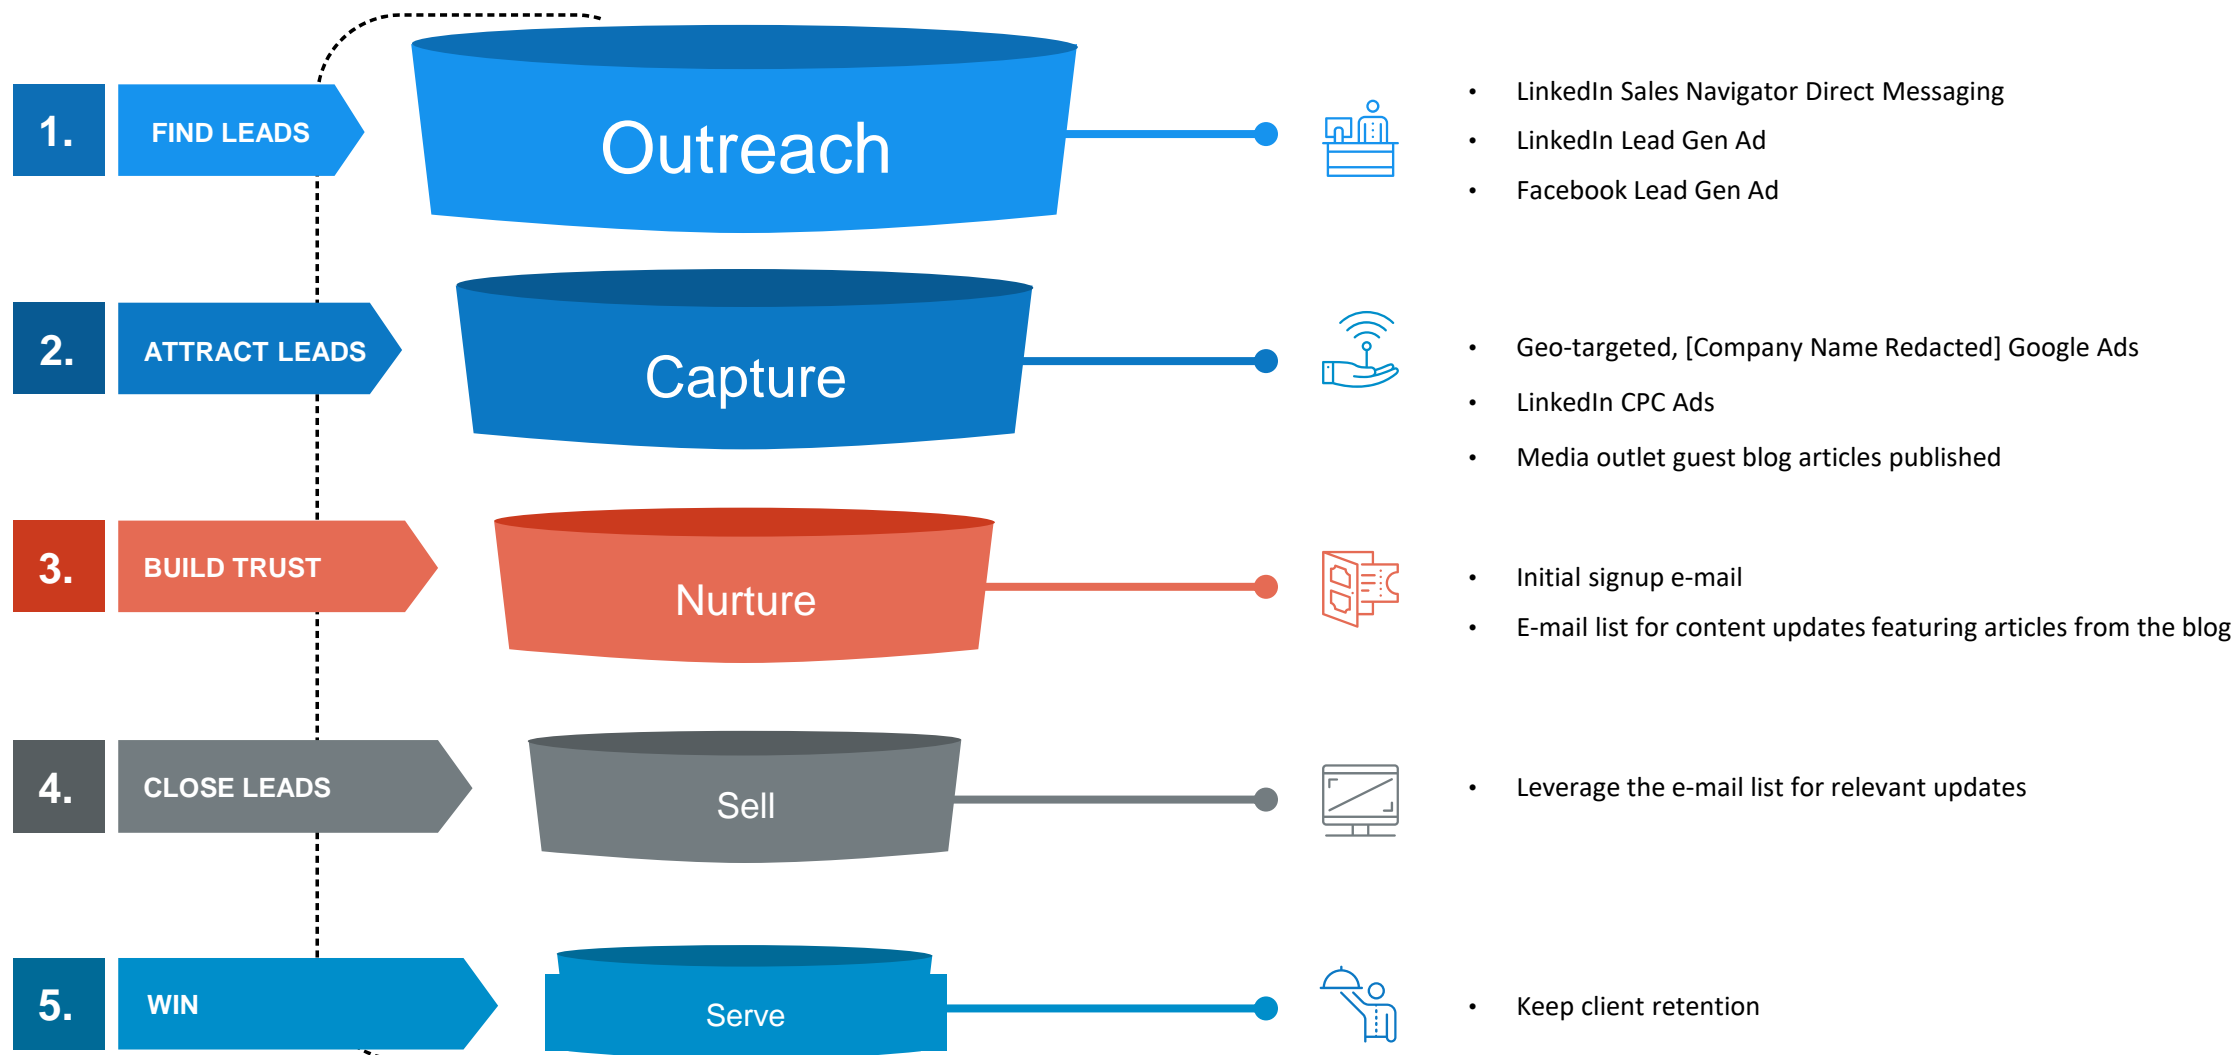 1.
FIND LEADS
Outreach
• LinkedIn Sales Navigator Direct Messaging
• LinkedIn Lead Gen Ad
• Facebook Lead Gen Ad
2.
ATTRACT LEADS
Capture
• Geo-targeted, [Company Name Redacted] Google Ads
• LinkedIn CPC Ads
• Media outlet guest blog articles published
3.
BUILD TRUST
Nurture
• Initial signup e-mail
• E-mail list for content updates featuring articles from the blog
4.
CLOSE LEADS
Sell
• Leverage the e-mail list for relevant updates
5.
WIN
Serve
• Keep client retention